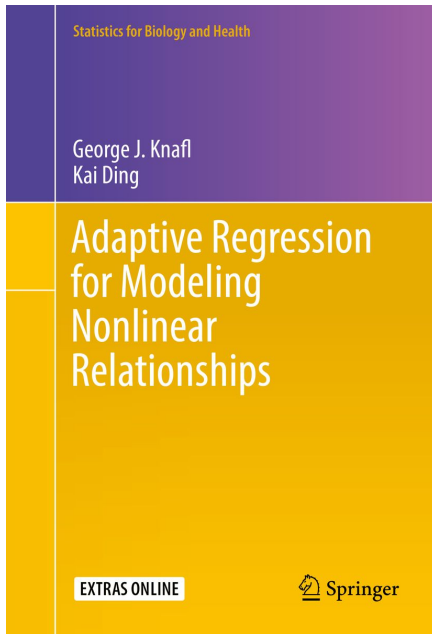 Statistics for Biology and Health
George J. Knafl
Kai Ding
Adaptive Regression
for Modeling
Nonlinear
Relationships
EXTRAS ONLINE
Springer